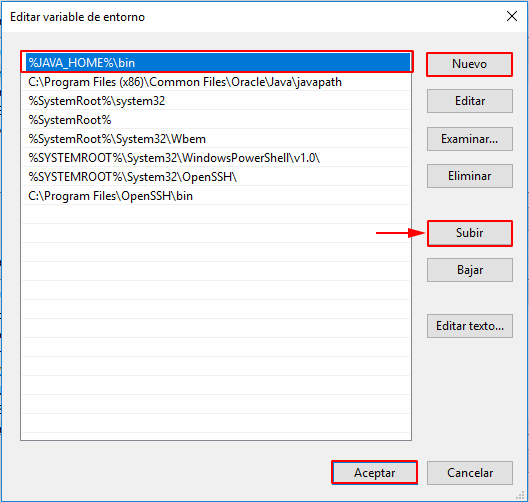 Editar variable de entorno
%JAVA_HOME%\bin
C:\Program Files (x86)\Common Files\Oracle\Java\javapath
%SystemRoot%\system32
%SystemRoot%
%SystemRoot%\System32\Wbem
%SYSTEMROOT%\System32\WindowsPowerShell\v1.0\
%SYSTEMROOT%\System32\OpenSSH\
C:\Program Files\OpenSSH\bin
Nuevo
Editar
Examinar...
Eliminar
Subir
Bajar
Editar texto...
Aceptar
Cancelar